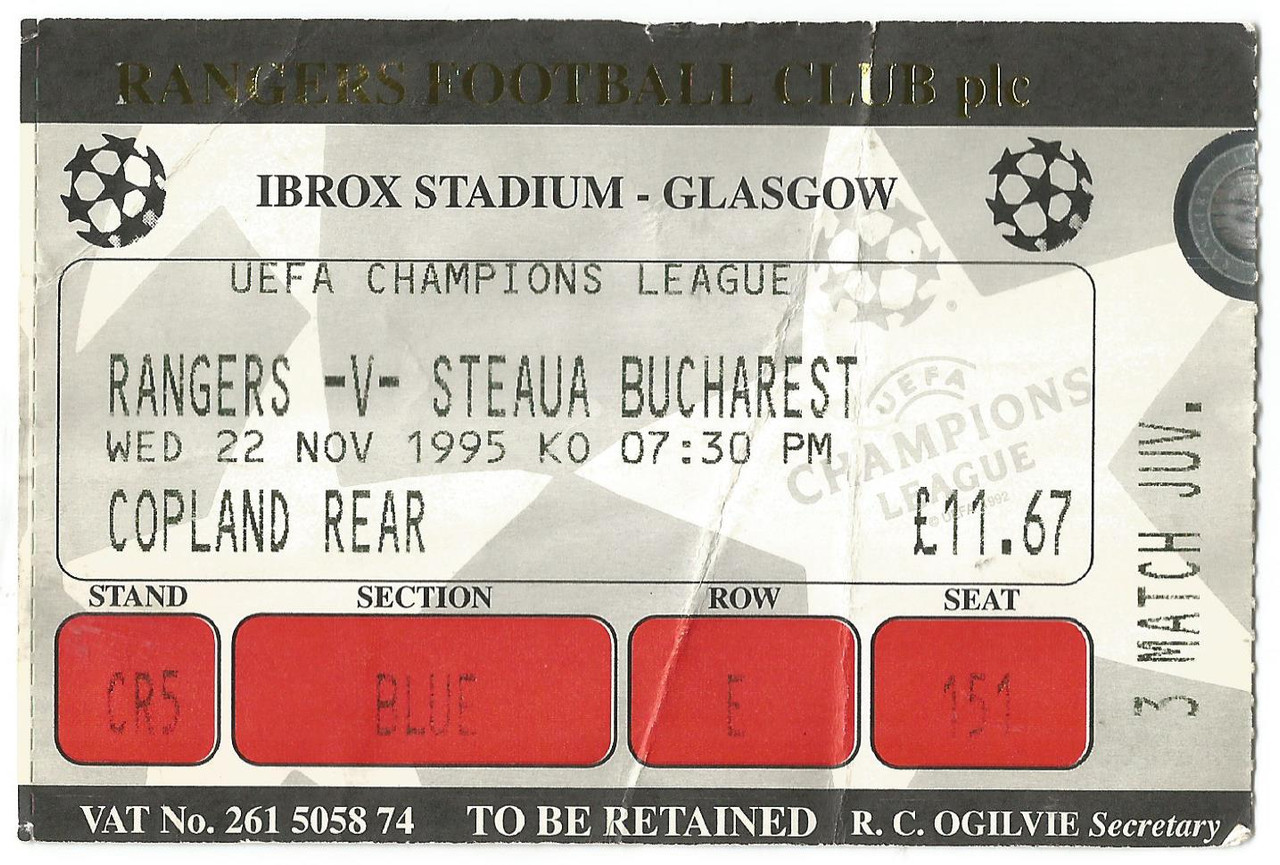 RANGERS FOOTBALL CLUB plc
IBROX STADIUM - GLASGOW
UEFA CHAMPIONS LEAGUE
RANGERS -V- STEAUA BUCHAREST
WED 22 NOV 1995 KO 07:30 PM
COPLAND REAR
£11.67
UEFA
CHAMPIONS
LEAGUE
© UEFA 1992
3 MATCH JUV.
STAND SECTION ROW SEAT
CR5 BLUE E 151
VAT No. 261 5058 74 TO BE RETAINED R. C. OGILVIE Secretary